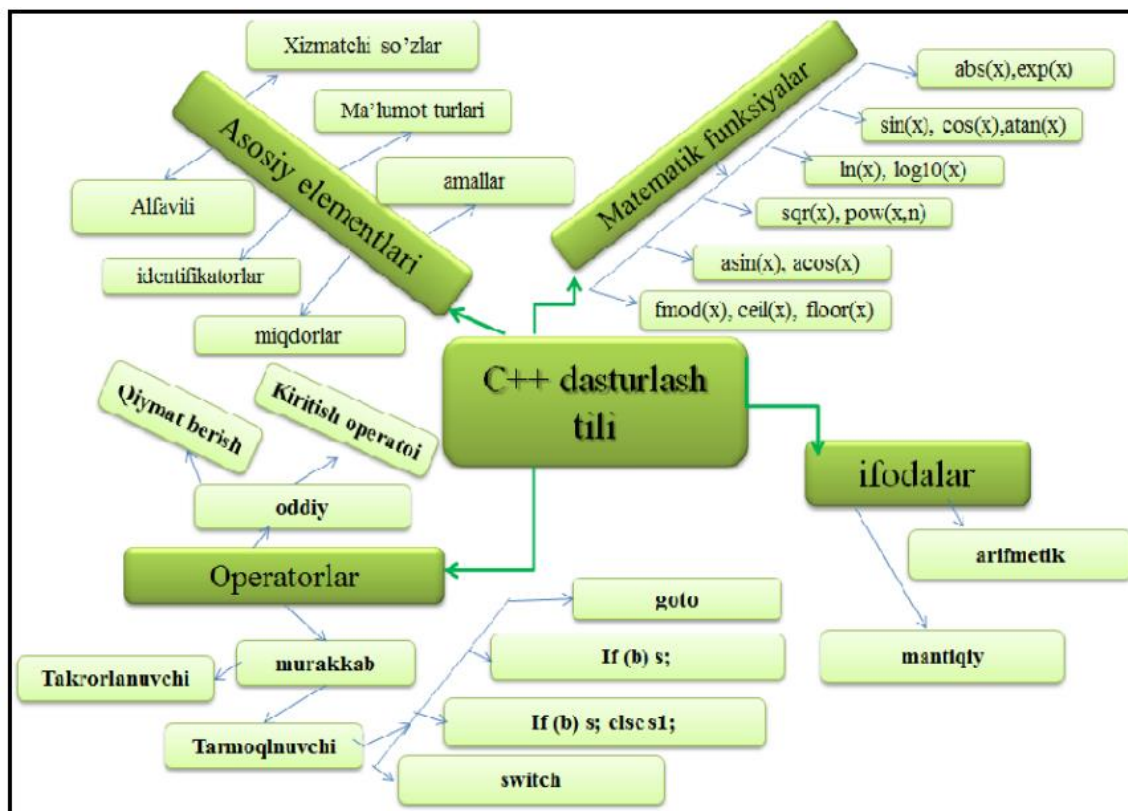 Xizmatchi so'zlar
Ma'lumot turlari
amallar
Asosiy elementlari
Alfaviti
identifikatorlar
miqdorlar
Matematik funksiyalar
abs(x),exp(x)
sin(x), cos(x),atan(x)
ln(x), log10(x)
sqr(x), pow(x,n)
asin(x), acos(x)
fmod(x), ceil(x), floor(x)
C++ dasturlash
tili
Qiymat berish
Kiritish operatoi
oddiy
Operatorlar
murakkab
Takrorlanuvchi
Tarmoqlnuvchi
goto
If (b) s;
If (b) s; else s1;
switch
ifodalar
arifmetik
mantiqiy